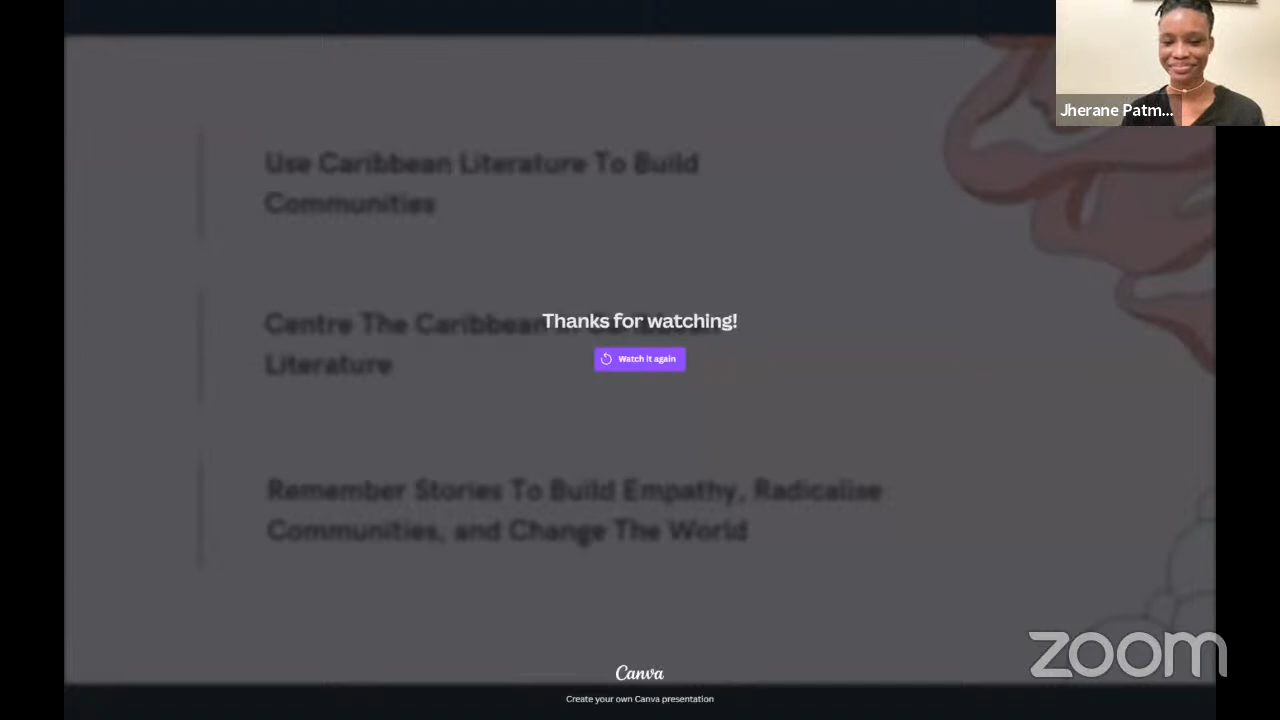 Jherane Patm...
Use Caribbean Literature To Build
Communities
Centre The Caribbean In
Literature
Thanks for watching!
Watch it again
Remember Stories To Build Empathy, Radicalise
Communities, and Change The World
zoom
Canva
Create your own Canva presentation